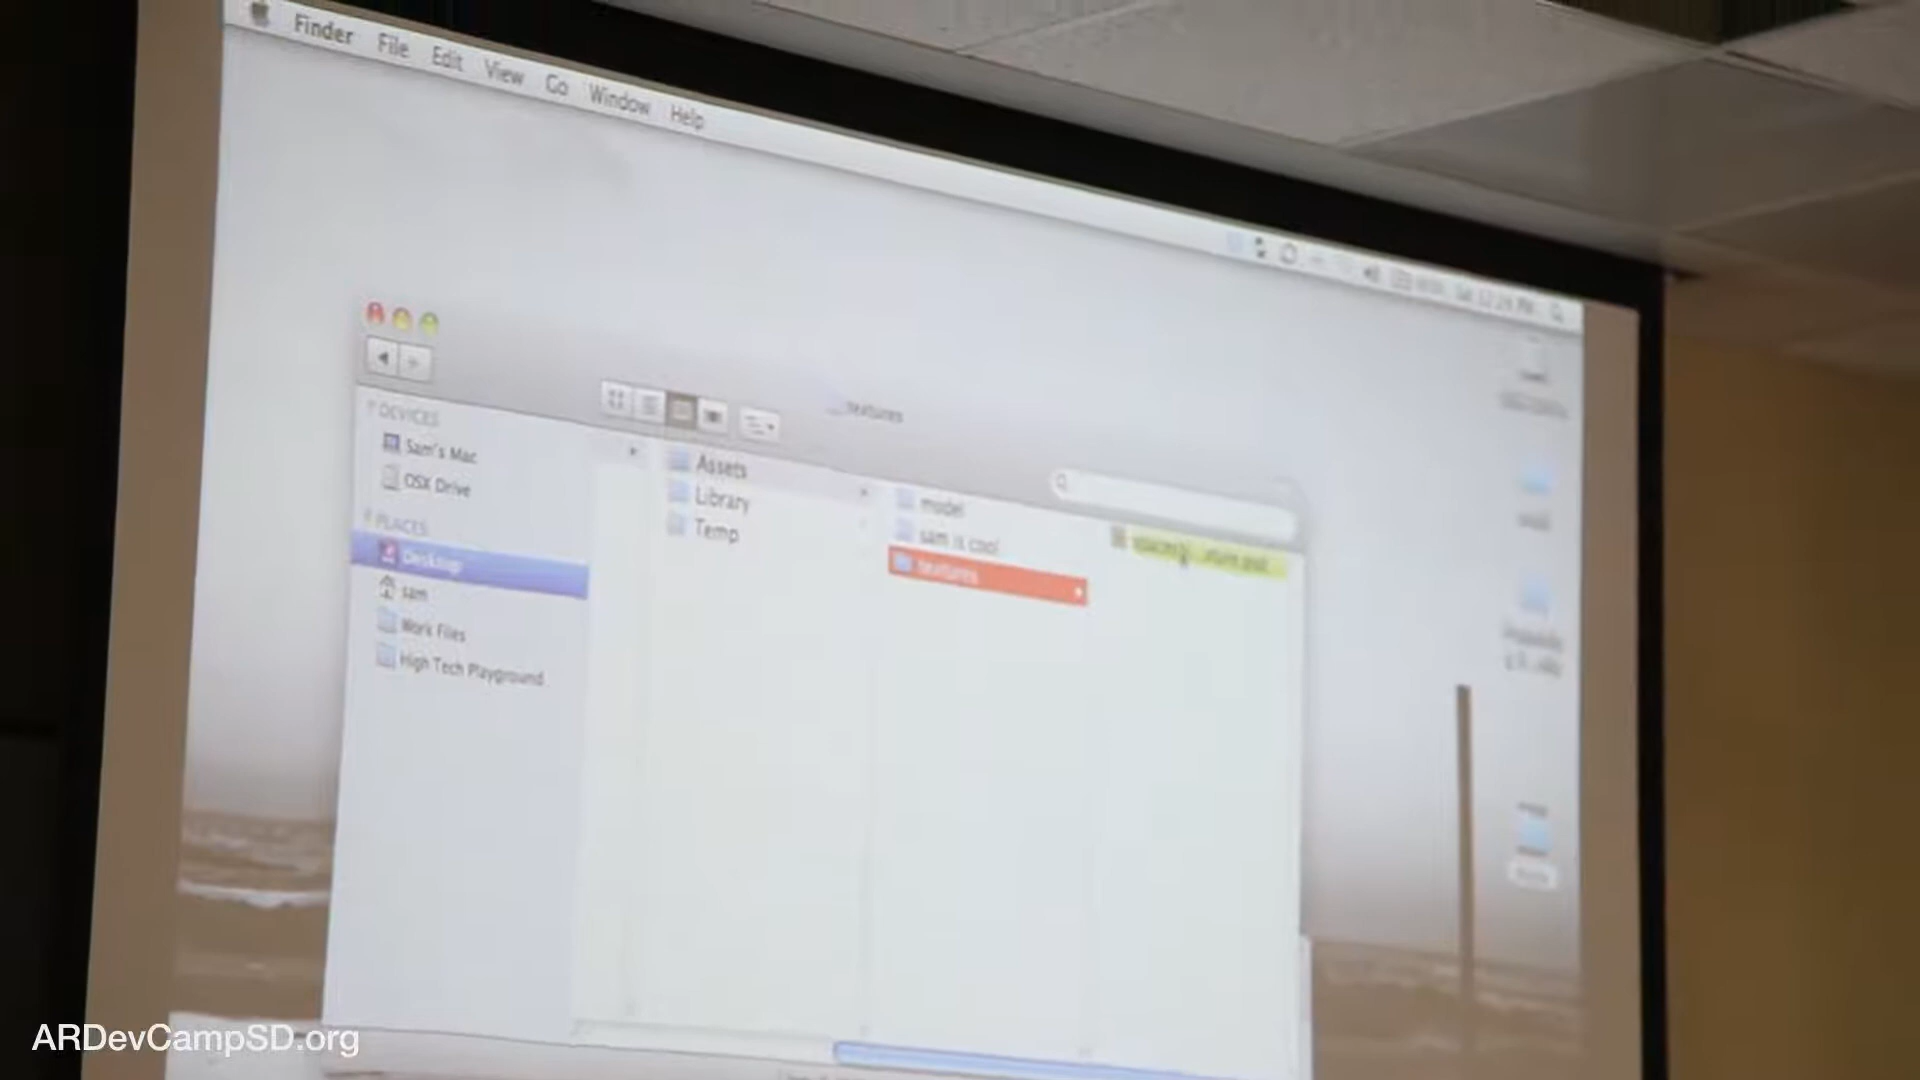 Finder File Edit View Go Window Help
textures
DEVICES
Sam's Mac
OSX Drive
PLACES
Desktop
sam
Work Files
High Tech Playground
Assets
Library
Temp
model
sam is cool
textures
ARDevCampSD.org